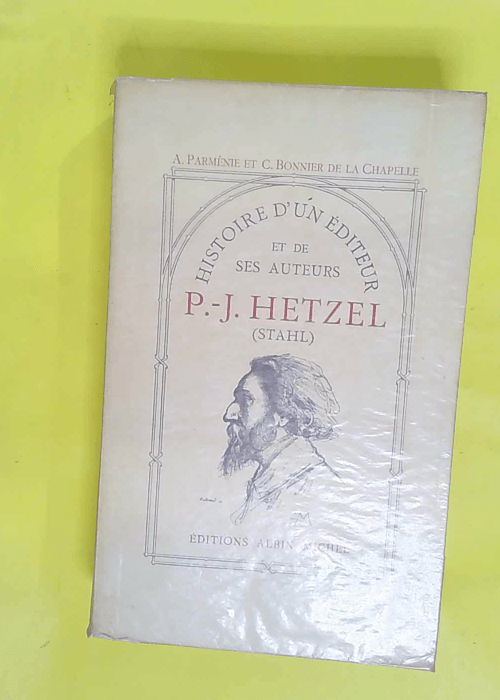 A. PARMÉNIE ET C. BONNIER DE LA CHAPELLE
HISTOIRE D'UN ÉDITEUR
ET DE
SES AUTEURS
P.-J. HETZEL
(STAHL)
ÉDITIONS ALBIN MICHEL